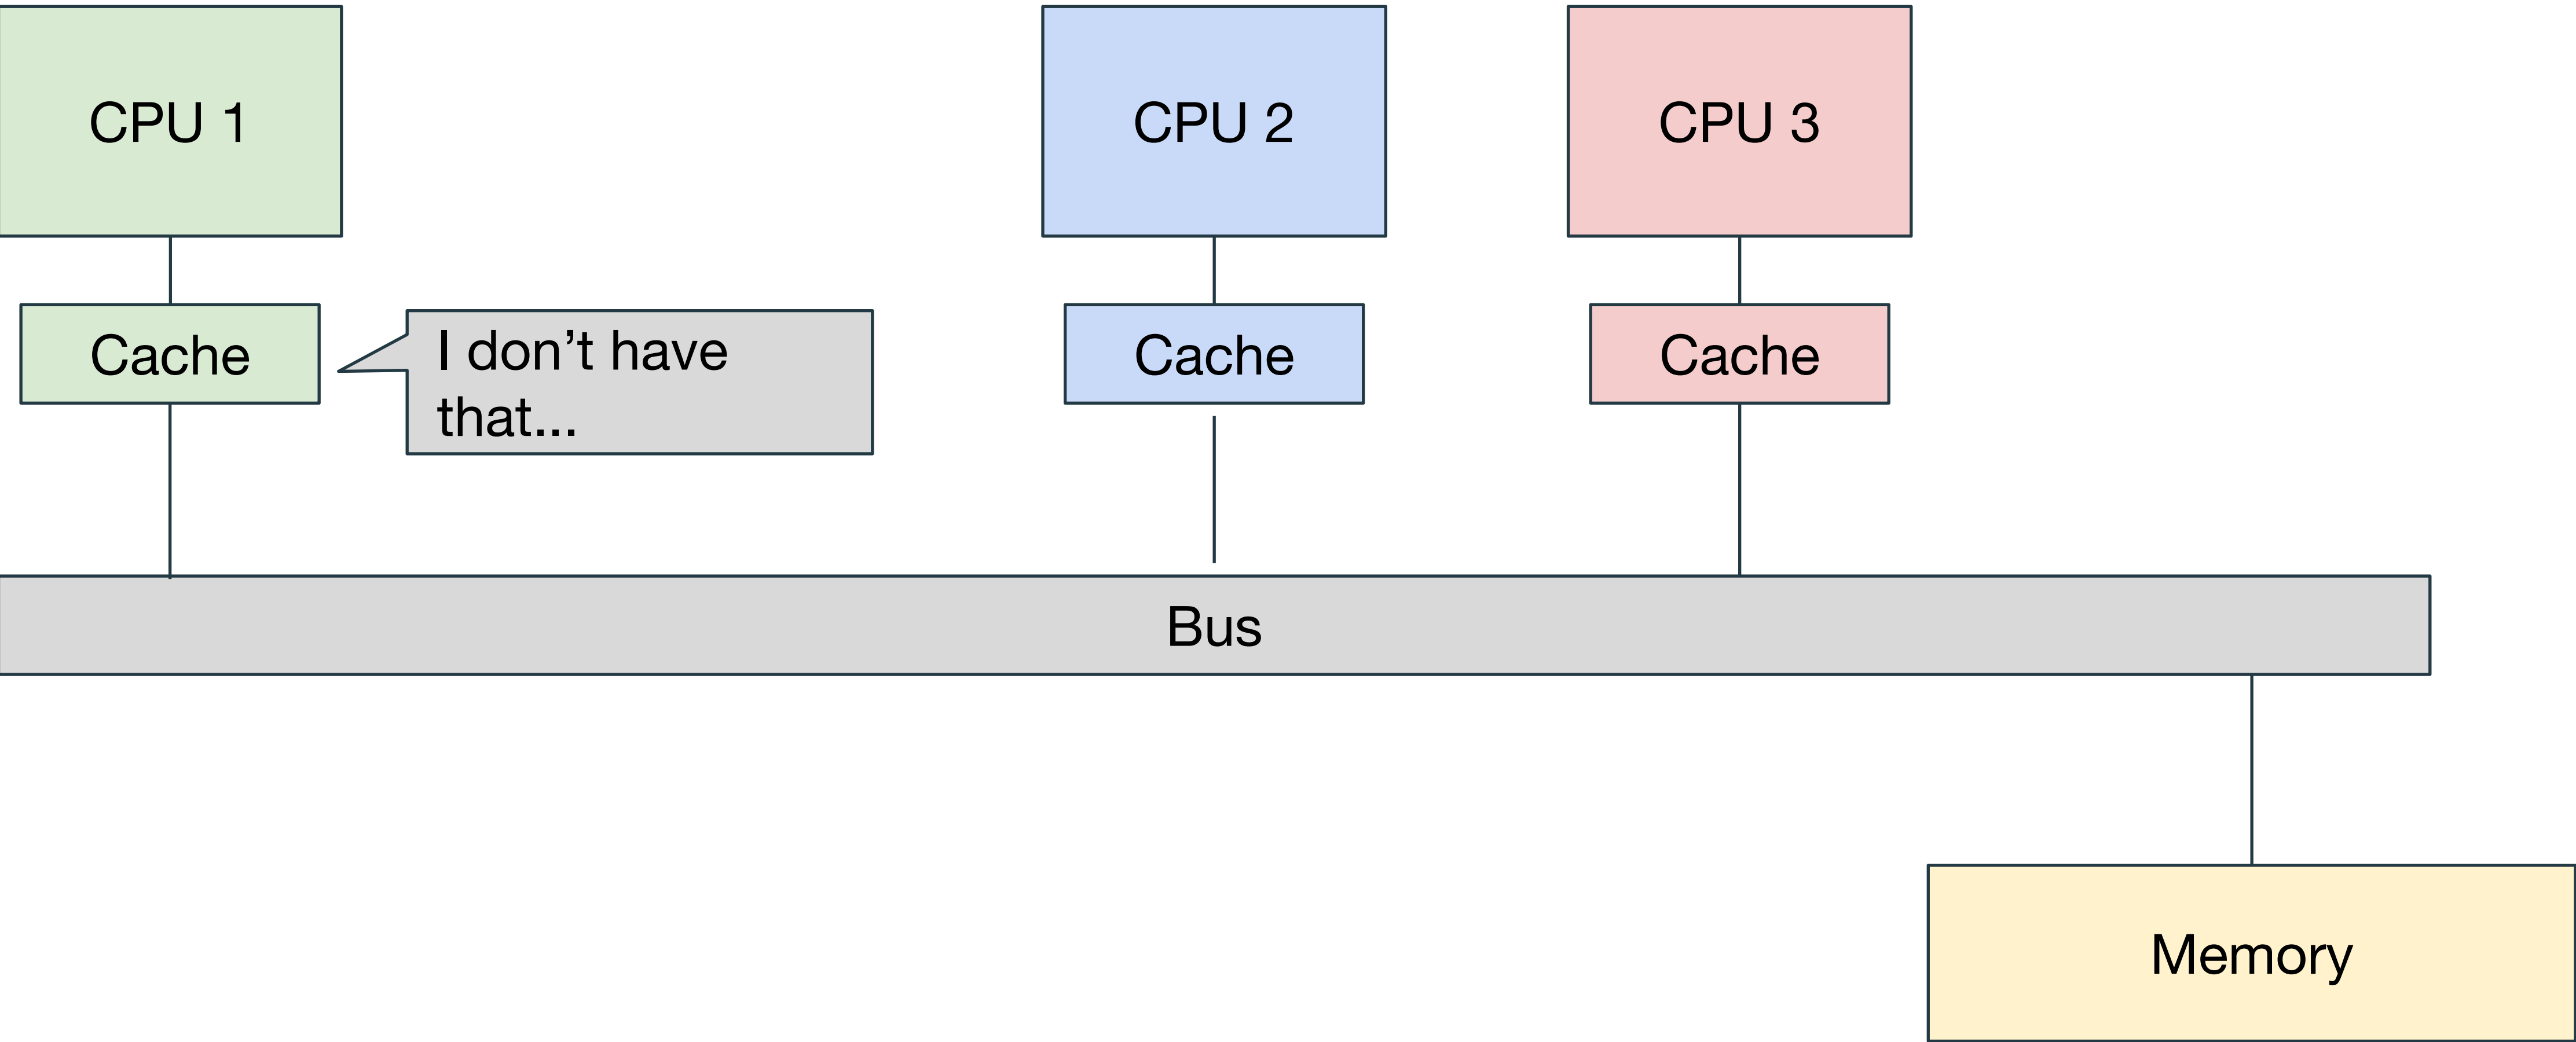 CPU 1
CPU 2
CPU 3
Cache
I don’t have
that...
Cache
Cache
Bus
Memory